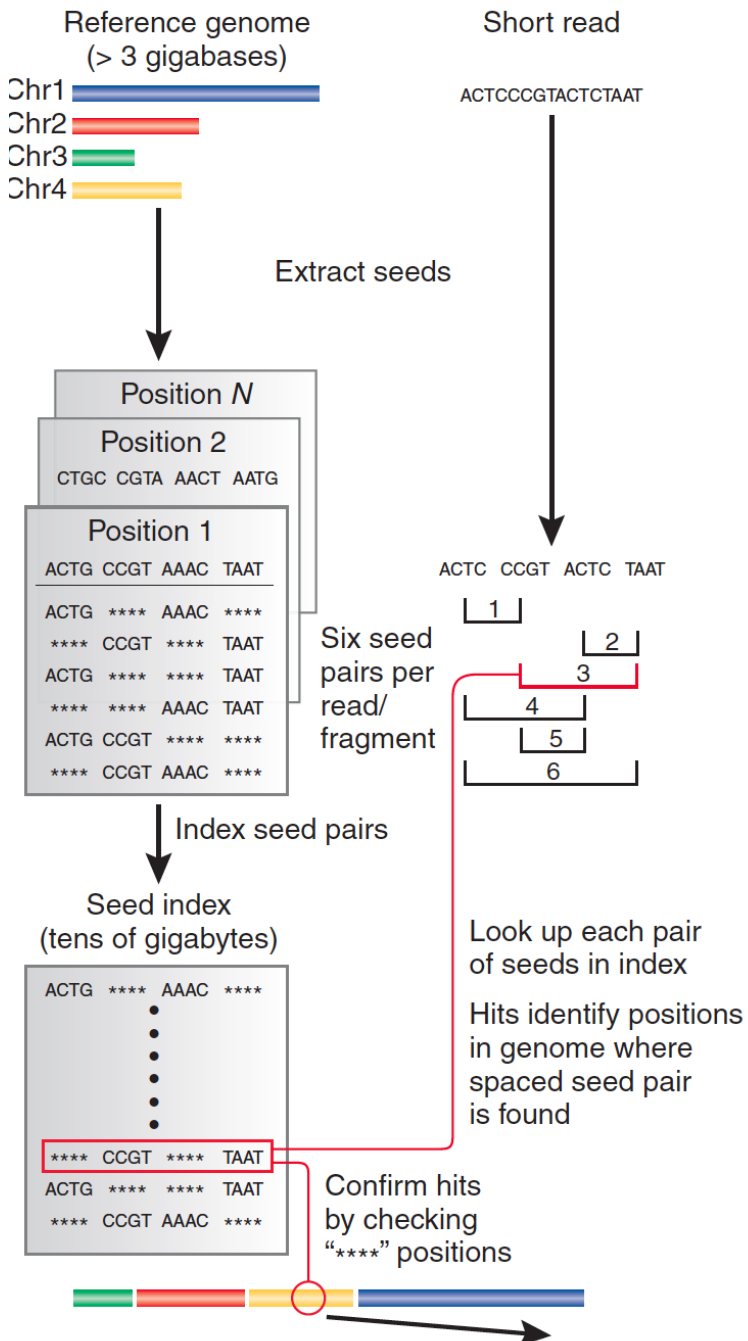 Reference genome
(> 3 gigabases)
Chr1
Chr2
Chr3
Chr4
Short read
ACTCCCGTACTCTAAT
Extract seeds
Position N
Position 2
CTGC CGTA AACT AATG
Position 1
ACTG CCGT AAAC TAAT
ACTG **** AAAC ****
**** CCGT **** TAAT
ACTG **** **** TAAT
**** **** AAAC TAAT
ACTG CCGT **** ****
**** CCGT AAAC ****
Six seed
pairs per
read/
fragment
ACTC CCGT ACTC TAAT
1
2
3
4
5
6
Index seed pairs
Seed index
(tens of gigabytes)
ACTG **** AAAC ****
**** CCGT **** TAAT
ACTG **** **** TAAT
**** CCGT AAAC ****
Look up each pair
of seeds in index
Hits identify positions
in genome where
spaced seed pair
is found
Confirm hits
by checking
“****” positions